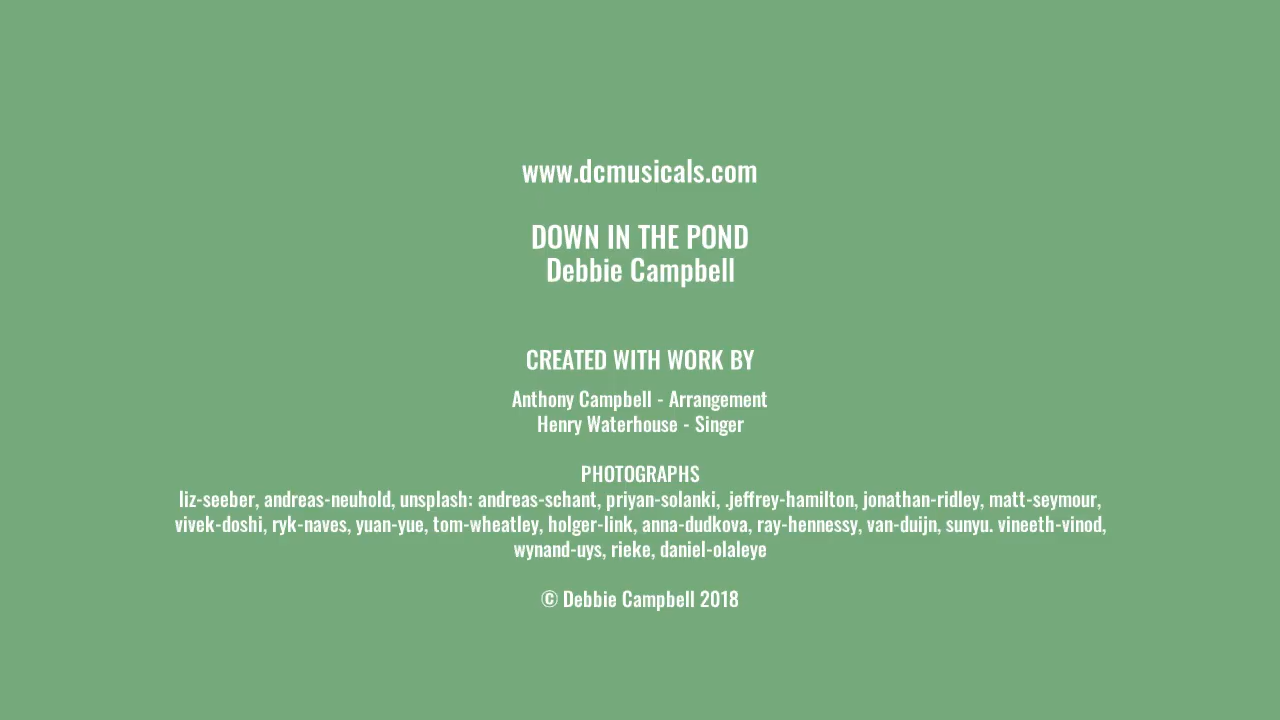 www.dcmusicals.com
DOWN IN THE POND
Debbie Campbell
CREATED WITH WORK BY
Anthony Campbell - Arrangement
Henry Waterhouse - Singer
PHOTOGRAPHS
liz-seeber, andreas-neuhold, unsplash: andreas-schant, priyan-solanki, .jeffrey-hamilton, jonathan-ridley, matt-seymour,
vivek-doshi, ryk-naves, yuan-yue, tom-wheatley, holger-link, anna-dudkova, ray-hennessy, van-duijn, sunyu. vineeth-vinod,
wynand-uys, rieke, daniel-olaleye
© Debbie Campbell 2018